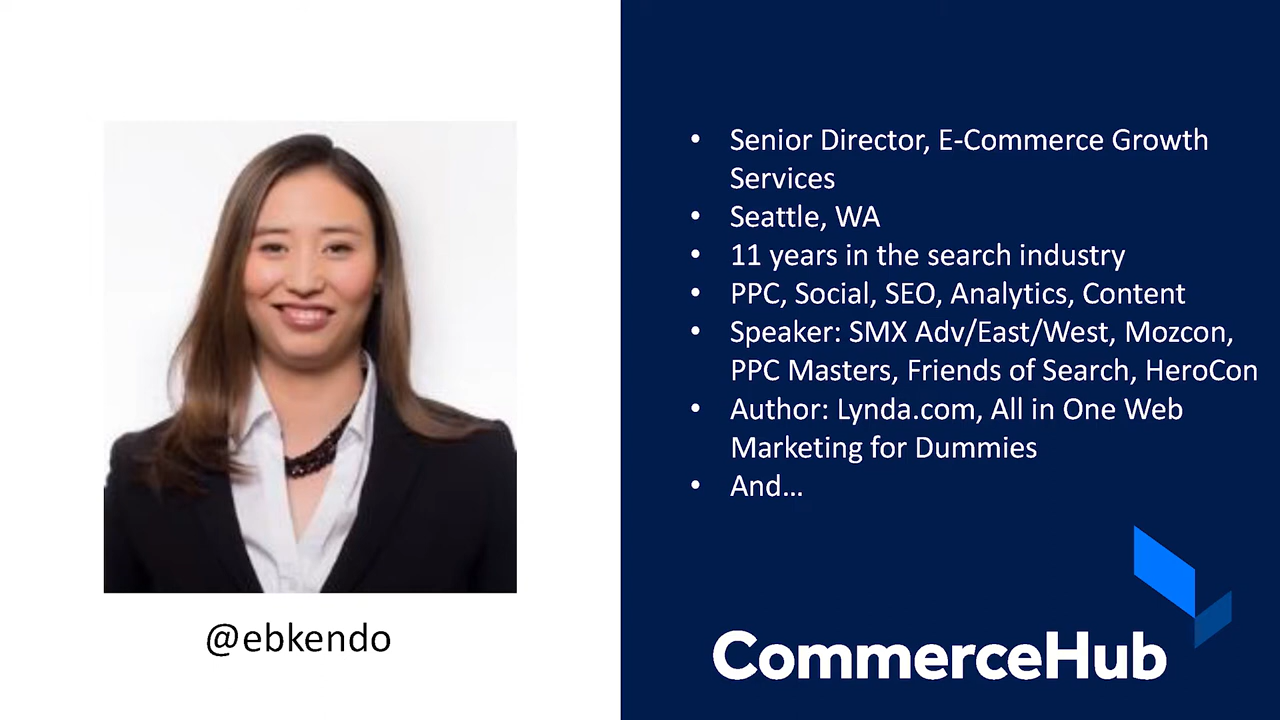 • Senior Director, E-Commerce Growth
Services
• Seattle, WA
• 11 years in the search industry
• PPC, Social, SEO, Analytics, Content
• Speaker: SMX Adv/East/West, Mozcon,
PPC Masters, Friends of Search, HeroCon
• Author: Lynda.com, All in One Web
Marketing for Dummies
• And…
@ebkendo
CommerceHub